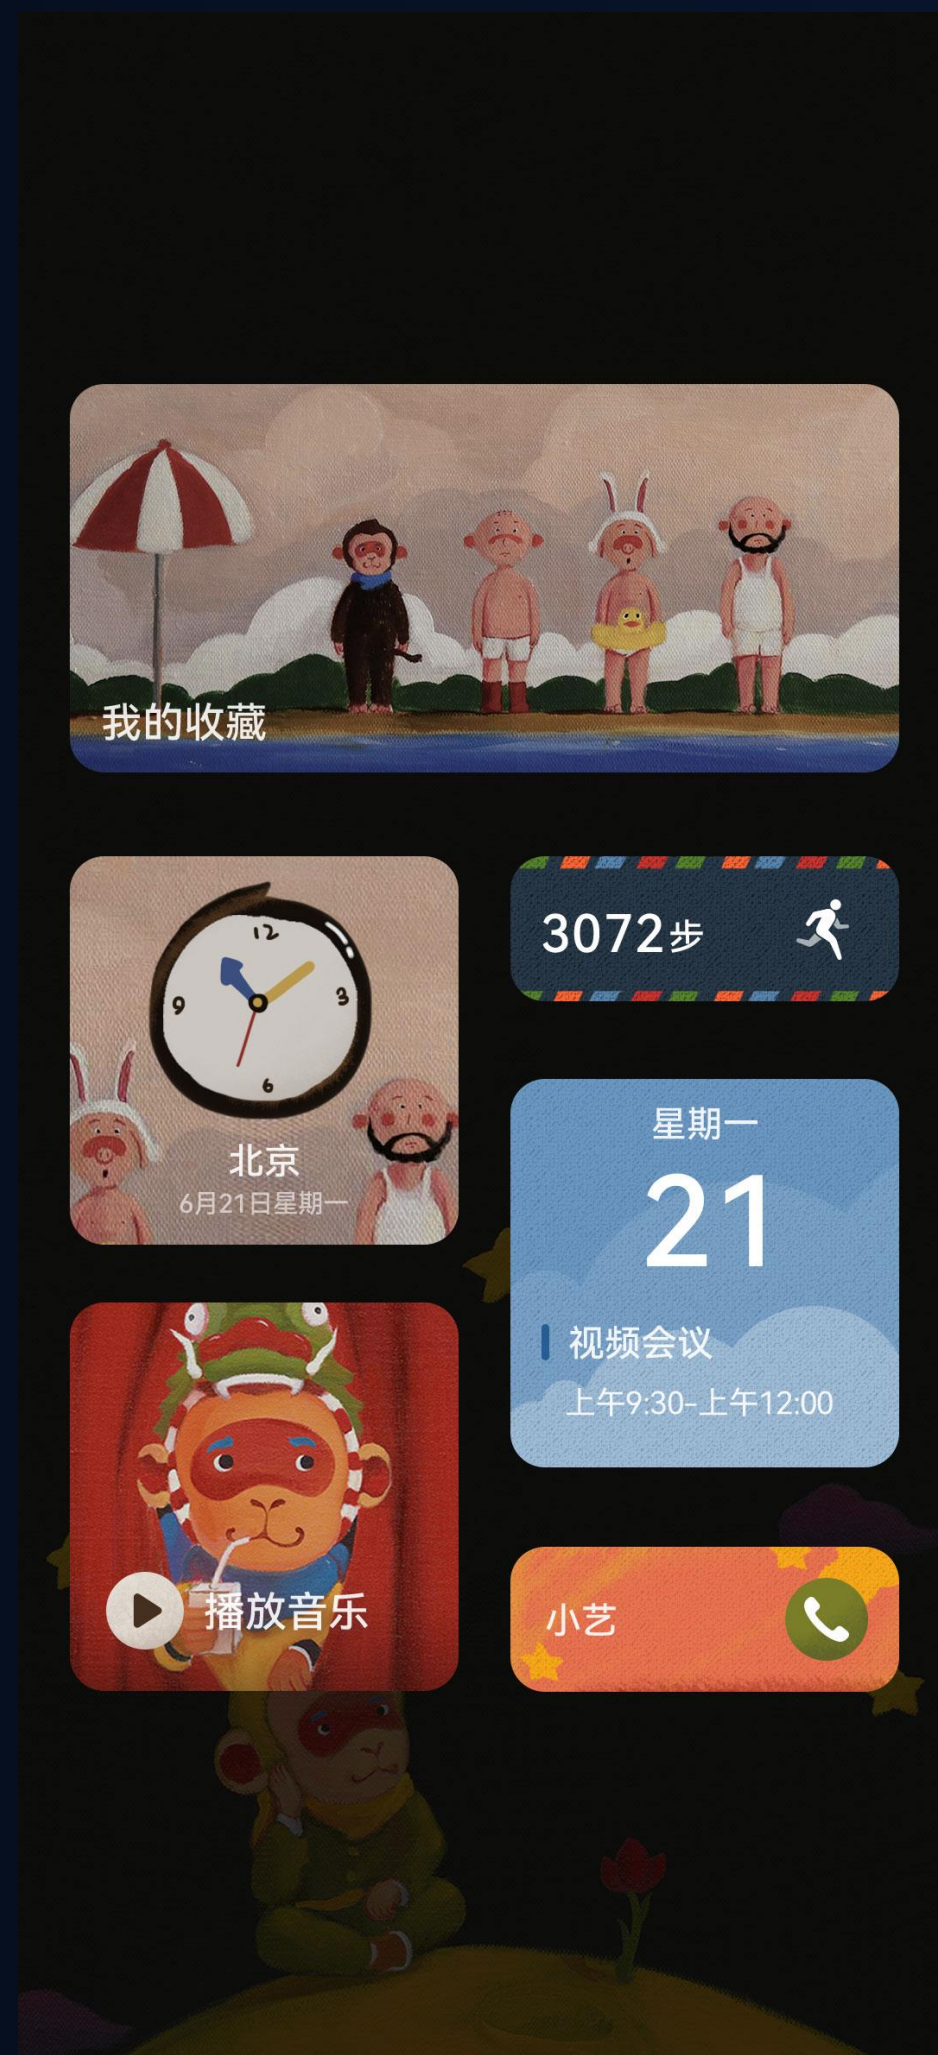 我的收藏
12
9
3
6
北京
6月21日星期一
3072步
星期一
21
视频会议
上午9:30-上午12:00
播放音乐
小艺